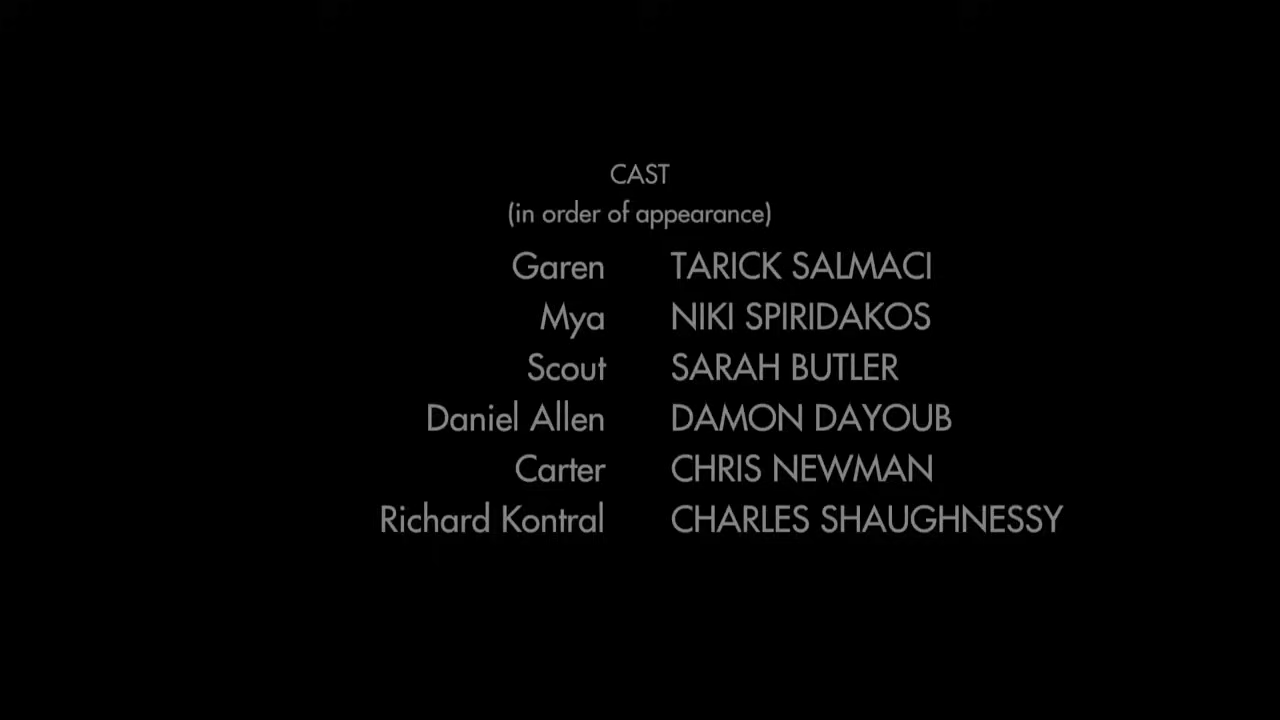 CAST
(in order of appearance)
Garen TARICK SALMACI
Mya NIKI SPIRIDAKOS
Scout SARAH BUTLER
Daniel Allen DAMON DAYOUB
Carter CHRIS NEWMAN
Richard Kontral CHARLES SHAUGHNESSY